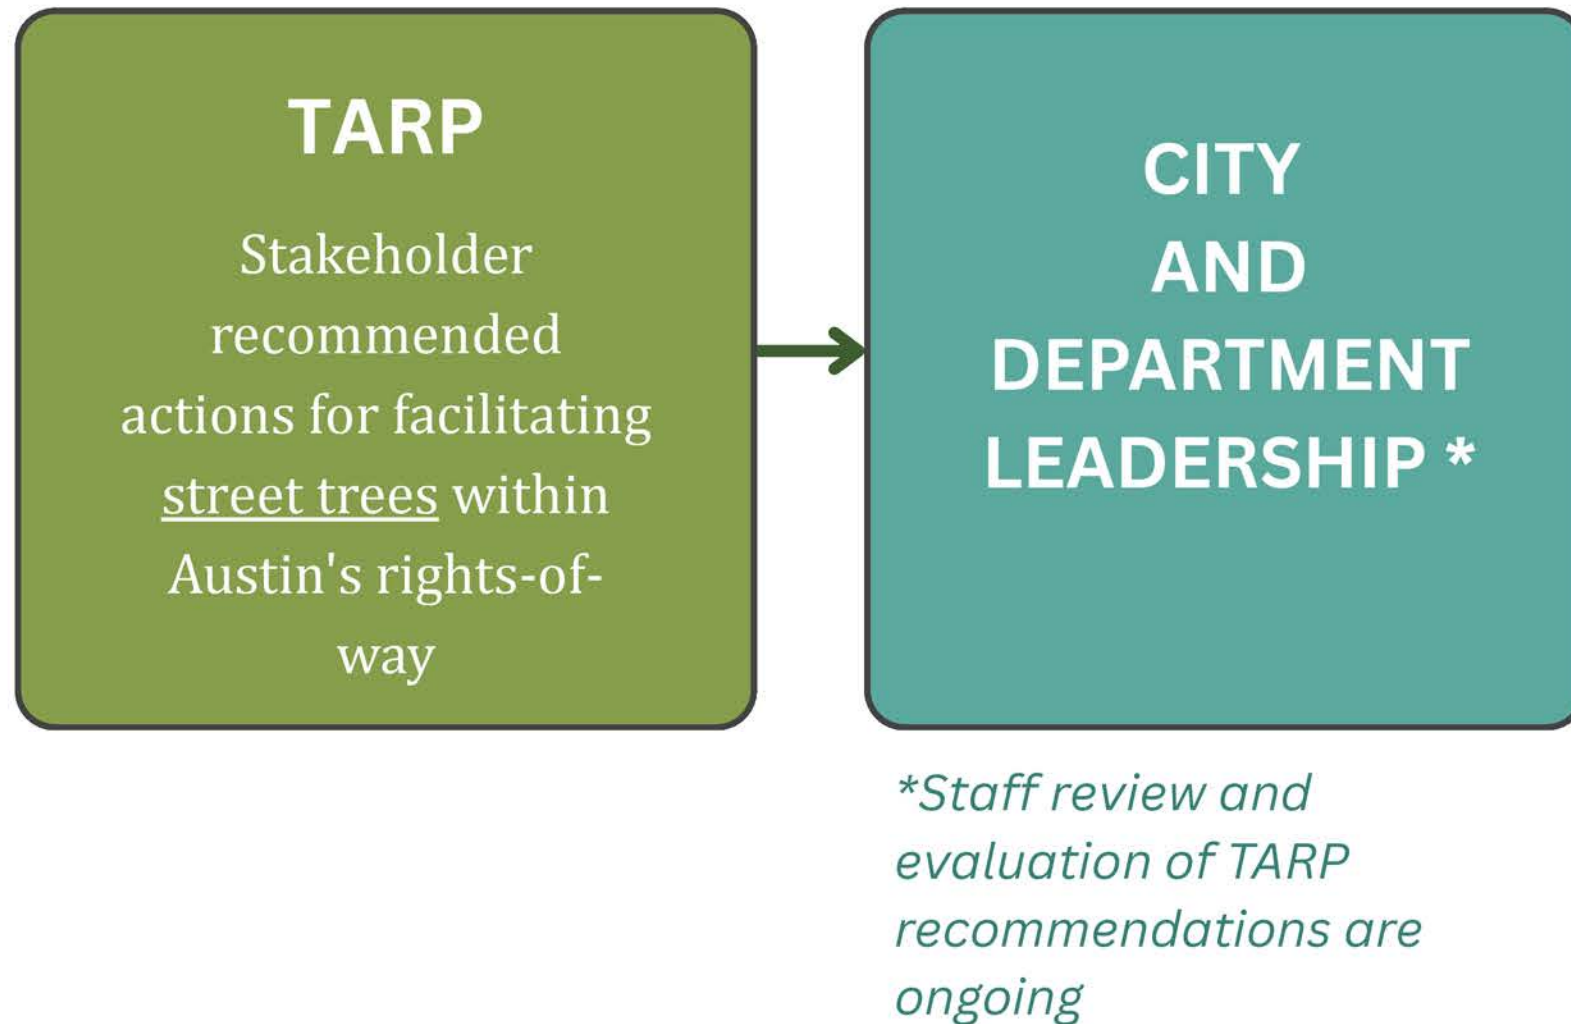 TARP
Stakeholder
recommended
actions for facilitating
street trees within
Austin's rights-of-
way
CITY
AND
DEPARTMENT
LEADERSHIP *
*Staff review and
evaluation of TARP
recommendations are
ongoing